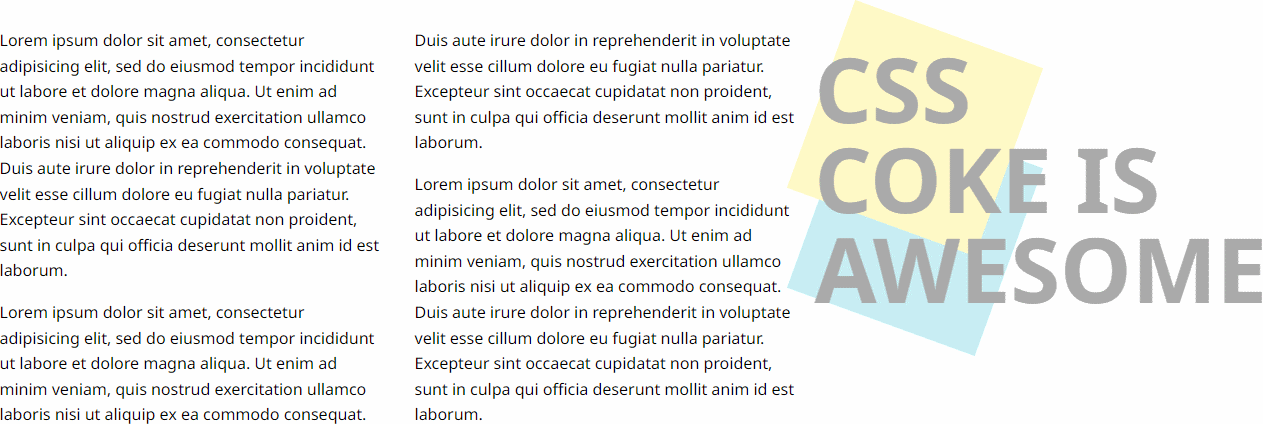 Lorem ipsum dolor sit amet, consectetur
adipisicing elit, sed do eiusmod tempor incididunt
ut labore et dolore magna aliqua. Ut enim ad
minim veniam, quis nostrud exercitation ullamco
laboris nisi ut aliquip ex ea commodo consequat.
Duis aute irure dolor in reprehenderit in voluptate
velit esse cillum dolore eu fugiat nulla pariatur.
Excepteur sint occaecat cupidatat non proident,
sunt in culpa qui officia deserunt mollit anim id est
laborum.
Lorem ipsum dolor sit amet, consectetur
adipisicing elit, sed do eiusmod tempor incididunt
ut labore et dolore magna aliqua. Ut enim ad
minim veniam, quis nostrud exercitation ullamco
laboris nisi ut aliquip ex ea commodo consequat.
Duis aute irure dolor in reprehenderit in voluptate
velit esse cillum dolore eu fugiat nulla pariatur.
Excepteur sint occaecat cupidatat non proident,
sunt in culpa qui officia deserunt mollit anim id est
laborum.
Lorem ipsum dolor sit amet, consectetur
adipisicing elit, sed do eiusmod tempor incididunt
ut labore et dolore magna aliqua. Ut enim ad
minim veniam, quis nostrud exercitation ullamco
laboris nisi ut aliquip ex ea commodo consequat.
Duis aute irure dolor in reprehenderit in voluptate
velit esse cillum dolore eu fugiat nulla pariatur.
Excepteur sint occaecat cupidatat non proident,
sunt in culpa qui officia deserunt mollit anim id est
laborum.
CSS
COKE IS
AWESOME